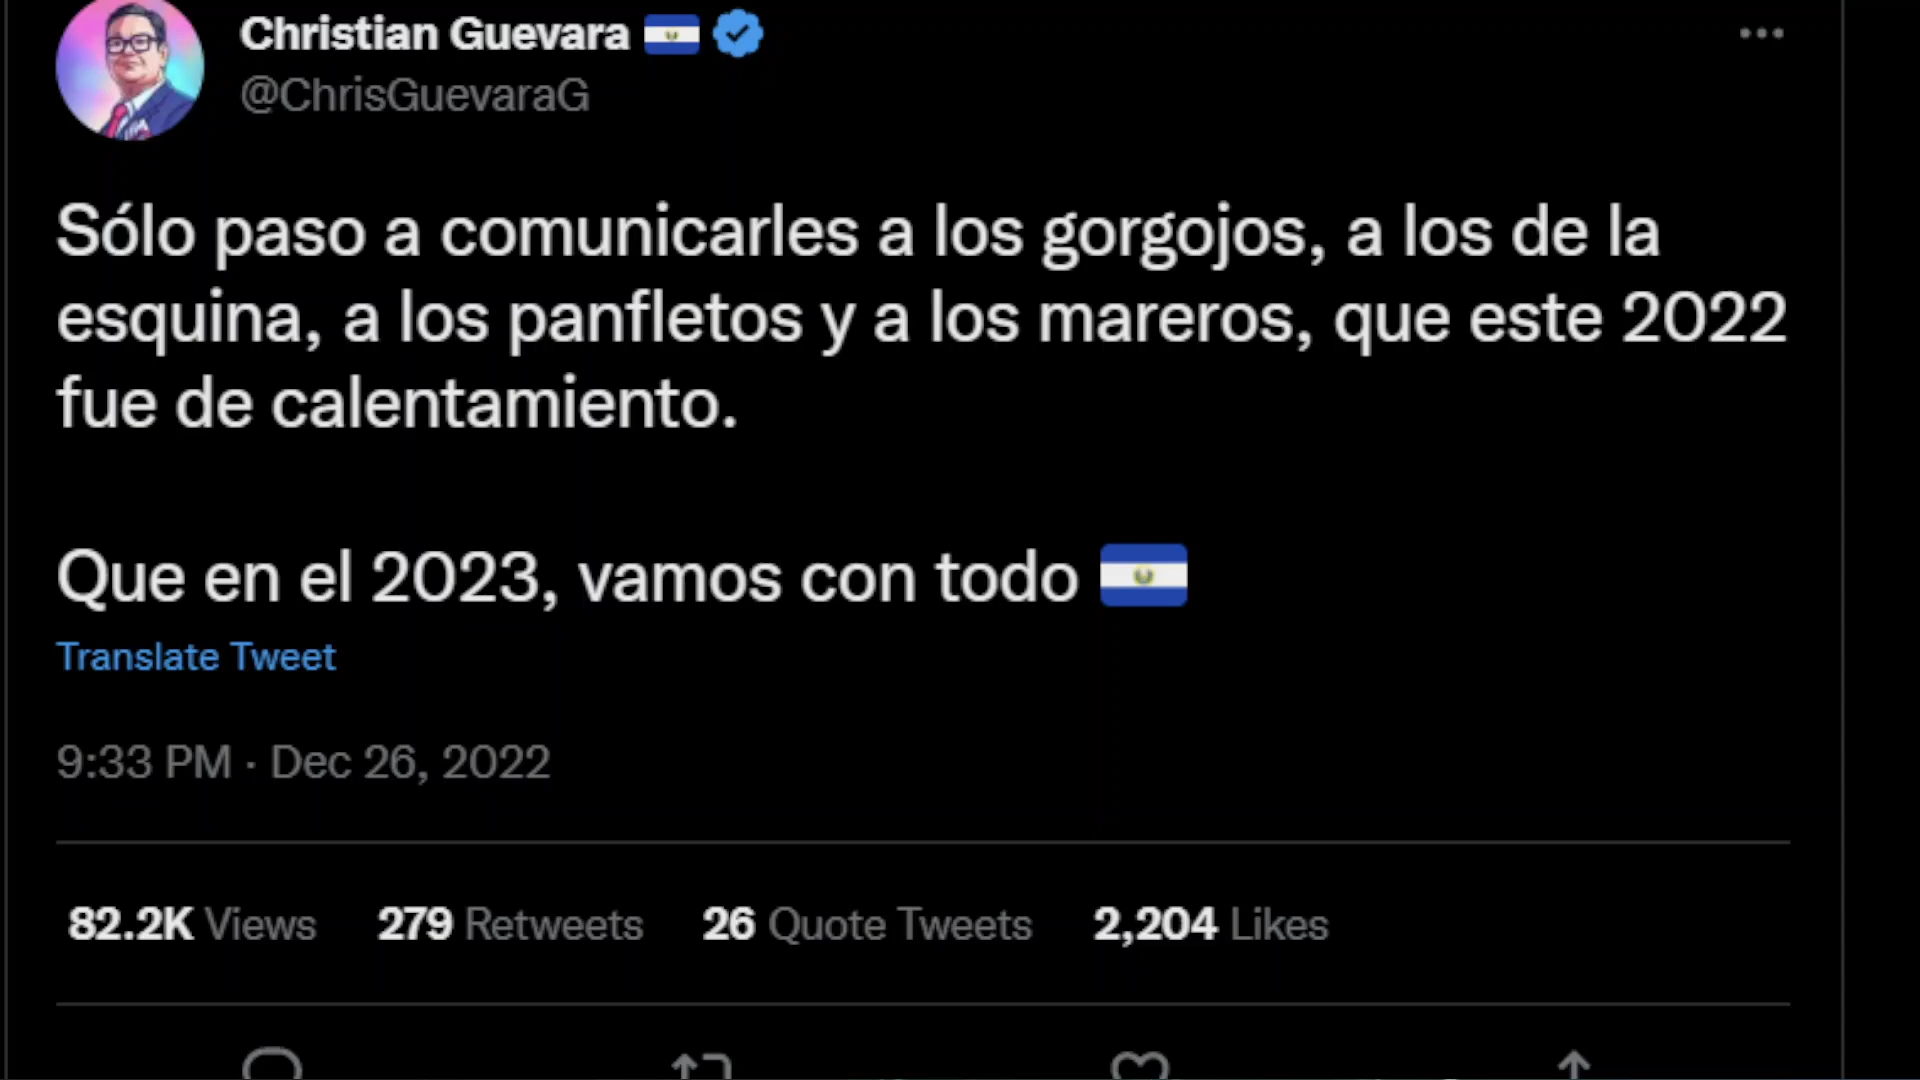 Christian Guevara
@ChrisGuevaraG
Sólo paso a comunicarles a los gorgojos, a los de la
esquina, a los panfletos y a los mareros, que este 2022
fue de calentamiento.
Que en el 2023, vamos con todo
Translate Tweet
9:33 PM · Dec 26, 2022
82.2K Views 279 Retweets 26 Quote Tweets 2,204 Likes